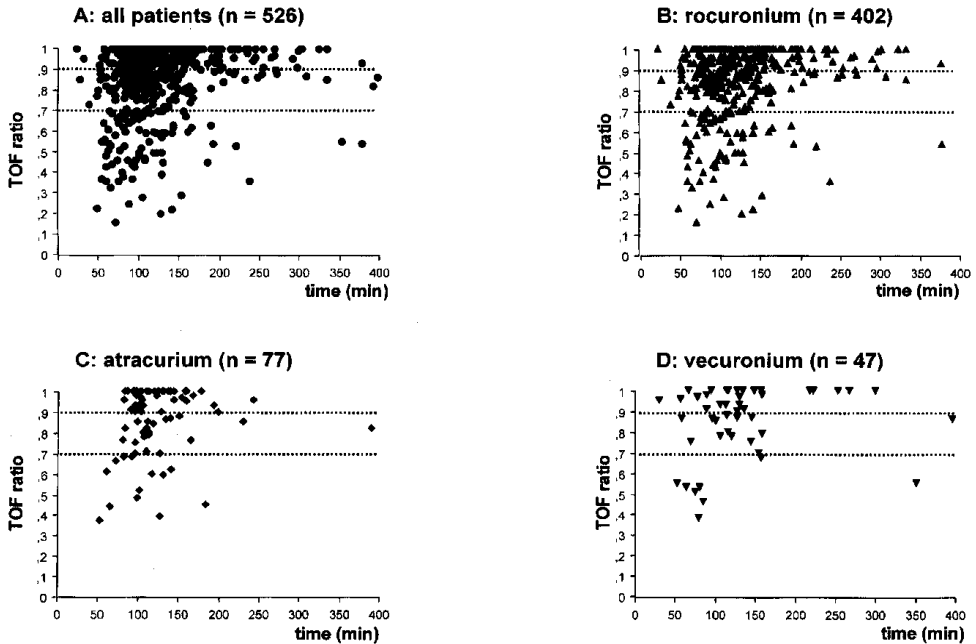 A: all patients (n = 526)
TOF ratio
1
,9
,8
,7
,6
,5
,4
,3
,2
,1
0
0 50 100 150 200 250 300 350 400
time (min)
B: rocuronium (n = 402)
TOF ratio
1
,9
,8
,7
,6
,5
,4
,3
,2
,1
0
0 50 100 150 200 250 300 350 400
time (min)
C: atracurium (n = 77)
TOF ratio
1
,9
,8
,7
,6
,5
,4
,3
,2
,1
0
0 50 100 150 200 250 300 350 400
time (min)
D: vecuronium (n = 47)
TOF ratio
1
,9
,8
,7
,6
,5
,4
,3
,2
,1
0
0 50 100 150 200 250 300 350 400
time (min)